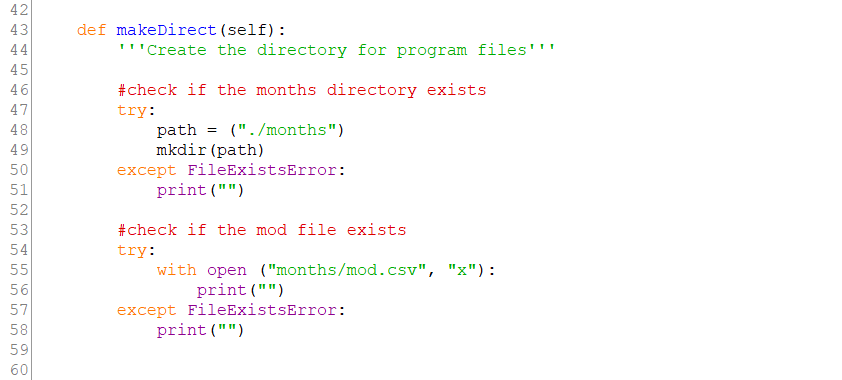 42
43 def makeDirect(self):
44 '''Create the directory for program files'''
45
46 #check if the months directory exists
47 try:
48 path = ("./months")
49 mkdir(path)
50 except FileExistsError:
51 print("")
52
53 #check if the mod file exists
54 try:
55 with open ("months/mod.csv", "x"):
56 print("")
57 except FileExistsError:
58 print("")
59
60